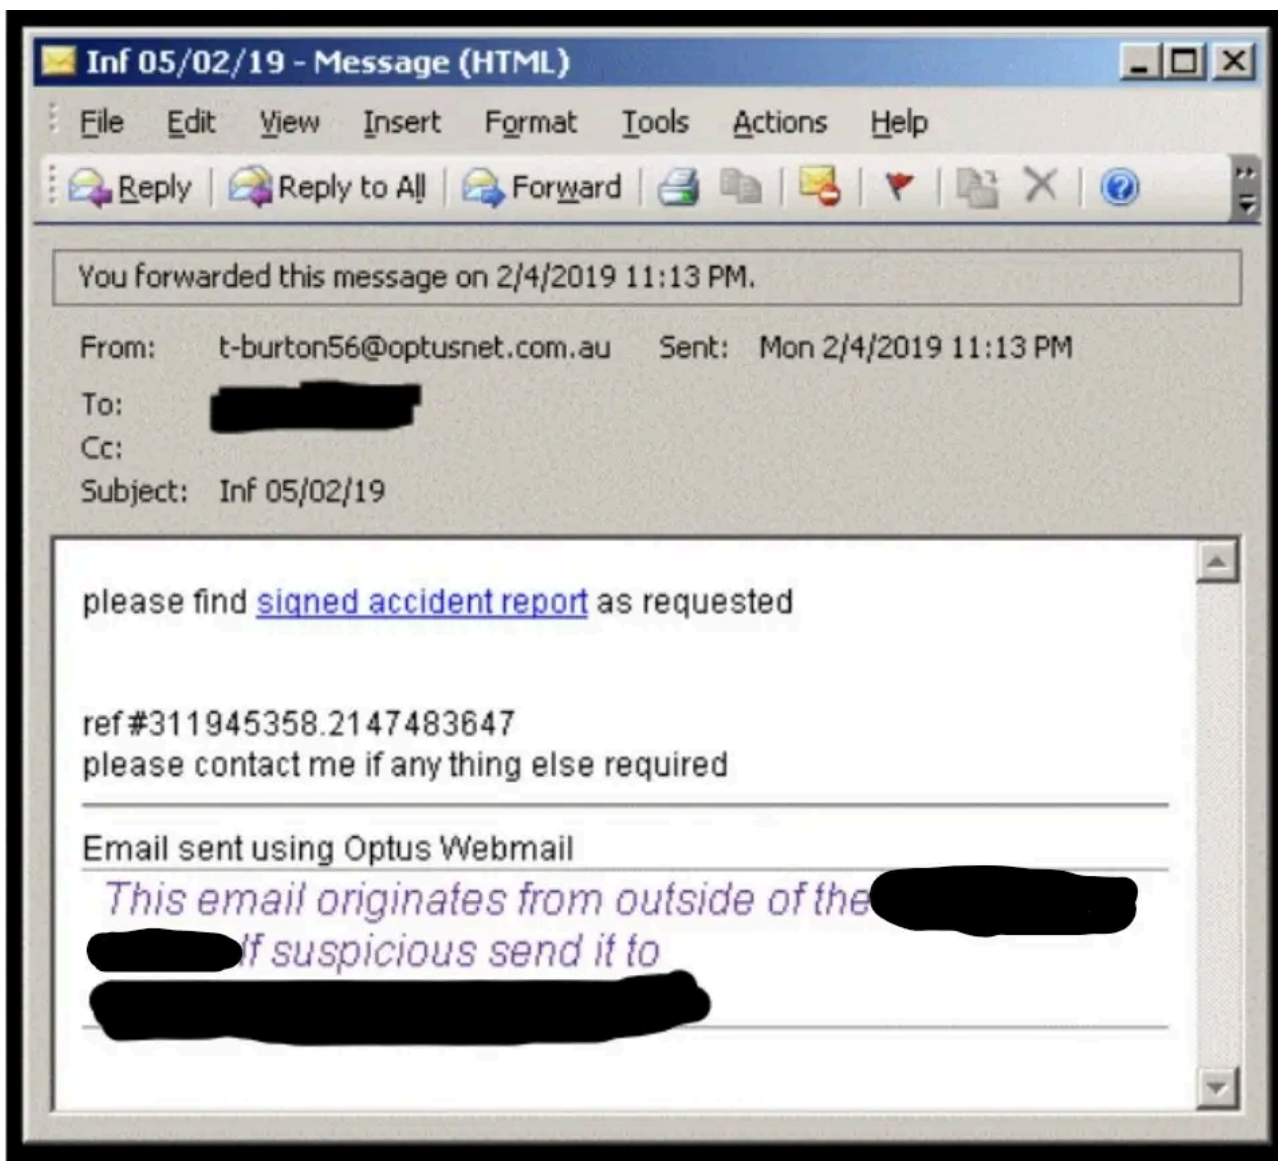 Inf 05/02/19 - Message (HTML)
File Edit View Insert Format Tools Actions Help
Reply Reply to All Forward
You forwarded this message on 2/4/2019 11:13 PM.
From: t-burton56@optusnet.com.au Sent: Mon 2/4/2019 11:13 PM
To:
Cc:
Subject: Inf 05/02/19
please find signed accident report as requested
ref#311945358.2147483647
please contact me if any thing else required
Email sent using Optus Webmail
This email originates from outside of the
If suspicious send it to